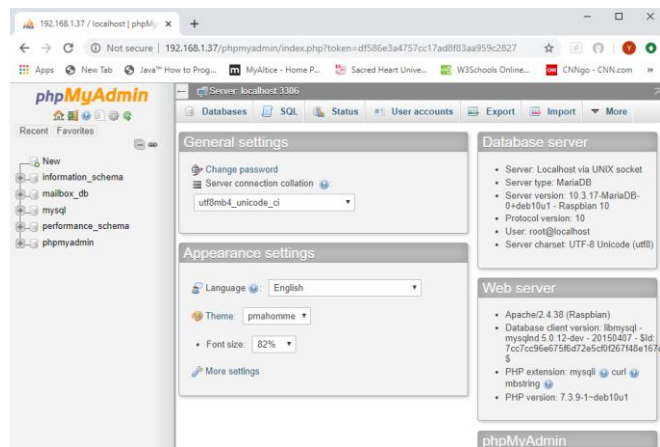 192.168.1.37 / localhost | phpMy
Not secure | 192.168.1.37/phpmyadmin/index.php?token=df586e3a4757cc17ad8f83aa959c2827
Apps New Tab Java™ How to Prog... MyAltice - Home P... Sacred Heart Unive... W3Schools Online... CNNgo - CNN.com »
phpMyAdmin
Recent Favorites
New
information_schema
mailbox_db
mysql
performance_schema
phpmyadmin
Server: localhost:3306
Databases SQL Status User accounts Export Import More
General settings
Change password
Server connection collation
utf8mb4_unicode_ci
Appearance settings
Language : English
Theme: pmahomme
• Font size: 82%
More settings
Database server
• Server: Localhost via UNIX socket
• Server type: MariaDB
• Server version: 10.3.17-MariaDB-
0+deb10u1 - Raspbian 10
• Protocol version: 10
• User: root@localhost
• Server charset: UTF-8 Unicode (utf8)
Web server
• Apache/2.4.38 (Raspbian)
• Database client version: libmysql -
mysqlnd 5.0.12-dev - 20150407 - $Id:
7cc7cc96e675f6d72e5cf0f267f48e167c
$
• PHP extension: mysqli curl
mbstring
• PHP version: 7.3.9-1~deb10u1
phpMyAdmin